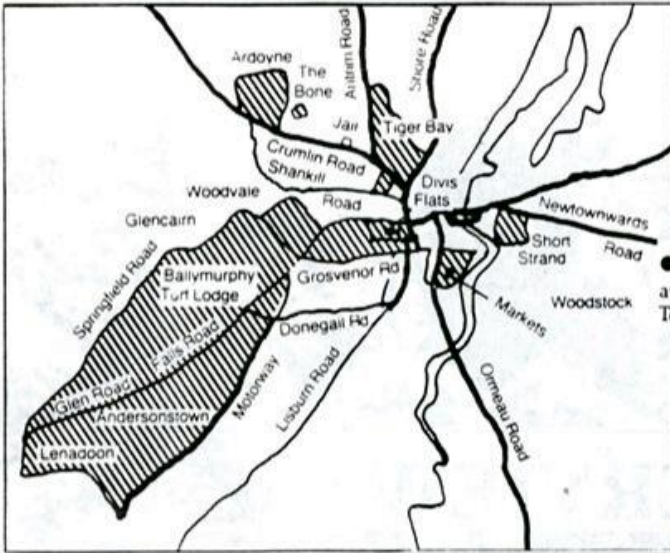 Ardoyne
The
Bone
Antrim Road
Shore Road
Jail
Tiger Bay
Crumlin Road
Shankill
Road
Woodvale
Divis
Flats
Glencairn
Newtownwards
Road
Short
Strand
Springfield Road
Ballymurphy
Turf Lodge
Grosvenor Rd
Markets
Woodstock
Donegall Rd
Falls Road
Glen Road
Motorway
Lisburn Road
Ormeau Road
Andersonstown
Lenadoon